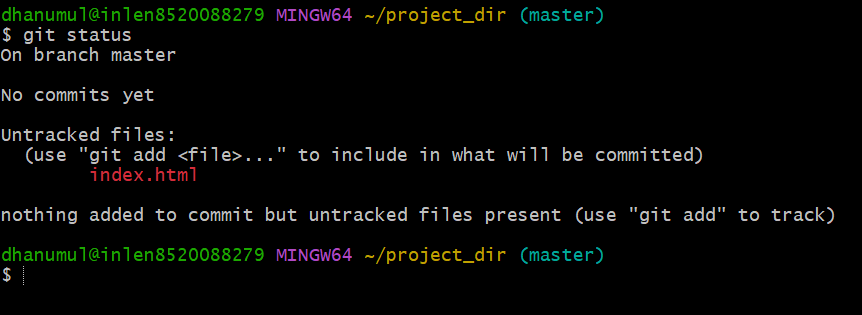 dhanumul@inlen8520088279 MINGW64 ~/project_dir (master)
$ git status
On branch master
No commits yet
Untracked files:
(use "git add <file>..." to include in what will be committed)
index.html
nothing added to commit but untracked files present (use "git add" to track)
dhanumul@inlen8520088279 MINGW64 ~/project_dir (master)
$